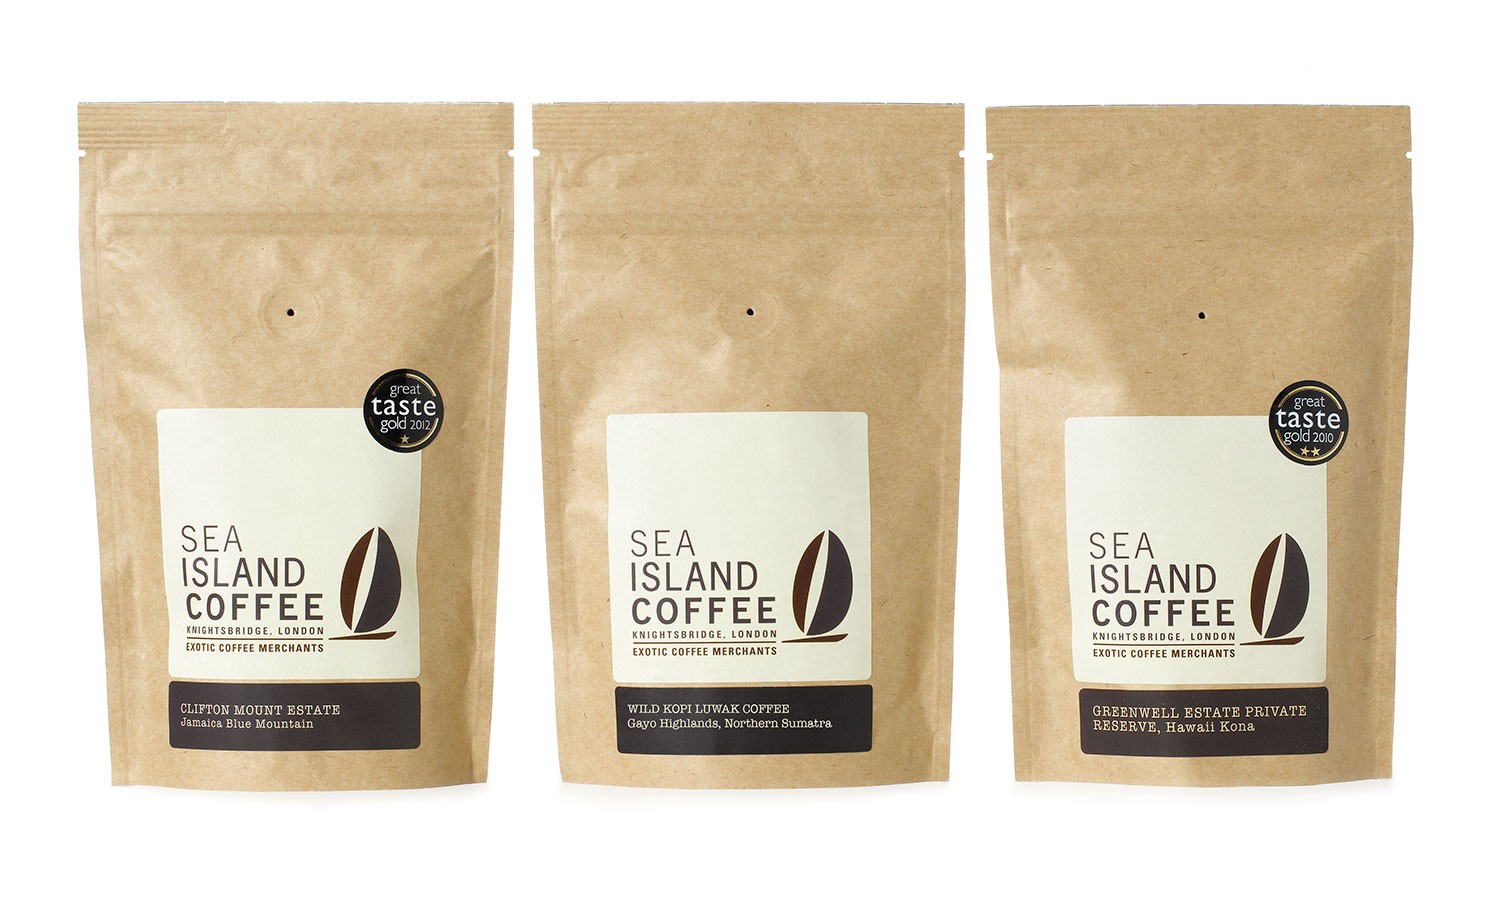 great
taste
gold 2012
SEA
ISLAND
COFFEE
KNIGHTSBRIDGE, LONDON
EXOTIC COFFEE MERCHANTS
CLIFTON MOUNT ESTATE
Jamaica Blue Mountain
SEA
ISLAND
COFFEE
KNIGHTSBRIDGE, LONDON
EXOTIC COFFEE MERCHANTS
WILD KOPI LUWAK COFFEE
Gayo Highlands, Northern Sumatra
great
taste
gold 2010
SEA
ISLAND
COFFEE
KNIGHTSBRIDGE, LONDON
EXOTIC COFFEE MERCHANTS
GREENWELL ESTATE PRIVATE
RESERVE, Hawaii Kona